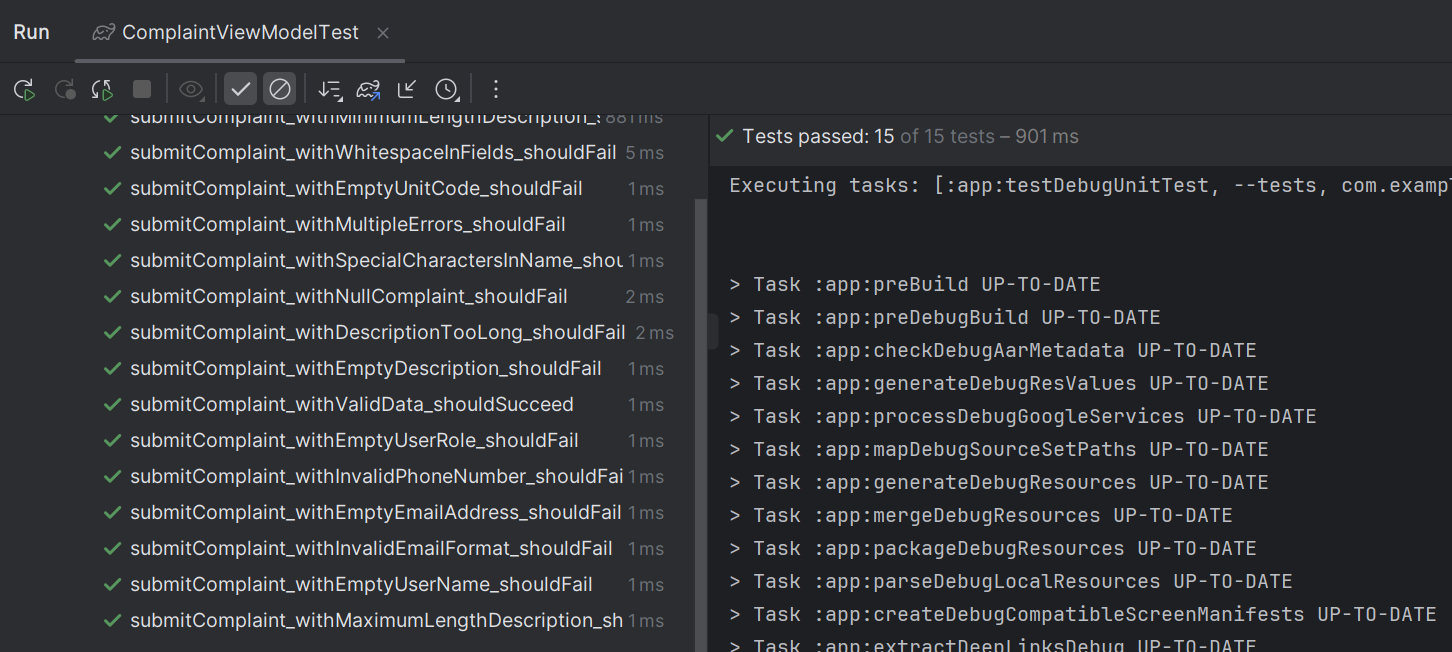 Run
ComplaintViewModelTest
submitComplaint_withMinimumLengthDescription_s 881 ms
submitComplaint_withWhitespaceInFields_shouldFail 5 ms
submitComplaint_withEmptyUnitCode_shouldFail 1 ms
submitComplaint_withMultipleErrors_shouldFail 1 ms
submitComplaint_withSpecialCharactersInName_shou 1 ms
submitComplaint_withNullComplaint_shouldFail 2 ms
submitComplaint_withDescriptionTooLong_shouldFail 2 ms
submitComplaint_withEmptyDescription_shouldFail 1 ms
submitComplaint_withValidData_shouldSucceed 1 ms
submitComplaint_withEmptyUserRole_shouldFail 1 ms
submitComplaint_withInvalidPhoneNumber_shouldFai 1 ms
submitComplaint_withEmptyEmailAddress_shouldFail 1 ms
submitComplaint_withInvalidEmailFormat_shouldFail 1 ms
submitComplaint_withEmptyUserName_shouldFail 1 ms
submitComplaint_withMaximumLengthDescription_sh 1 ms
Tests passed: 15 of 15 tests – 901 ms
Executing tasks: [:app:testDebugUnitTest, --tests, com.exampl
> Task :app:preBuild UP-TO-DATE
> Task :app:preDebugBuild UP-TO-DATE
> Task :app:checkDebugAarMetadata UP-TO-DATE
> Task :app:generateDebugResValues UP-TO-DATE
> Task :app:processDebugGoogleServices UP-TO-DATE
> Task :app:mapDebugSourceSetPaths UP-TO-DATE
> Task :app:generateDebugResources UP-TO-DATE
> Task :app:mergeDebugResources UP-TO-DATE
> Task :app:packageDebugResources UP-TO-DATE
> Task :app:parseDebugLocalResources UP-TO-DATE
> Task :app:createDebugCompatibleScreenManifests UP-TO-DATE
> Task :app:extractDeepLinksDebug UP-TO-DATE